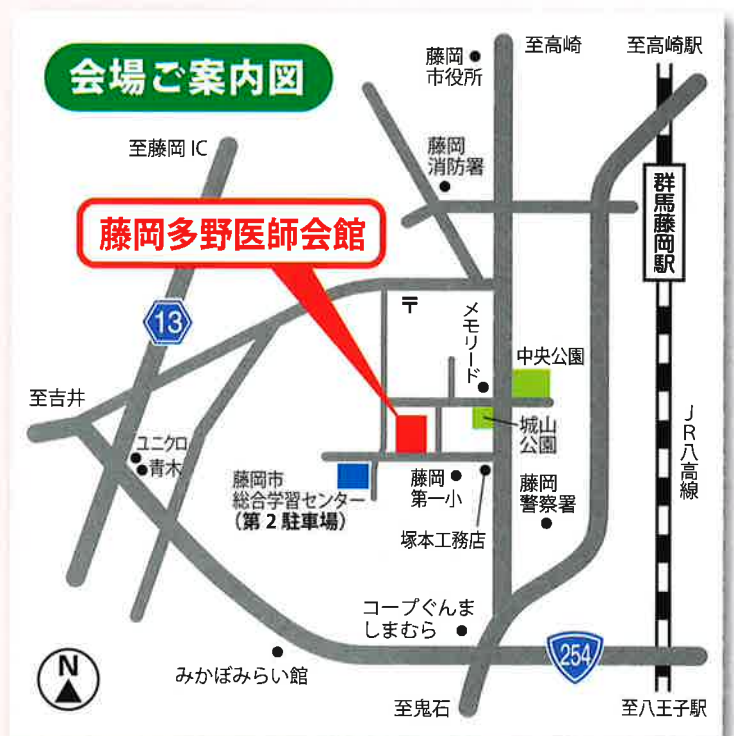 会場ご案内図
藤岡
市役所
至高崎
至高崎駅
至藤岡 IC
藤岡
消防署
群馬藤岡駅
藤岡多野医師会館
13
〒
メモリード
中央公園
至吉井
城山
公園
JR八高線
ユニクロ
青木
藤岡市
総合学習センター
(第２駐車場)
藤岡
第一小
藤岡
警察署
塚本工務店
コープぐんま
しまむら
254
みかぼみらい館
N
至鬼石
至八王子駅